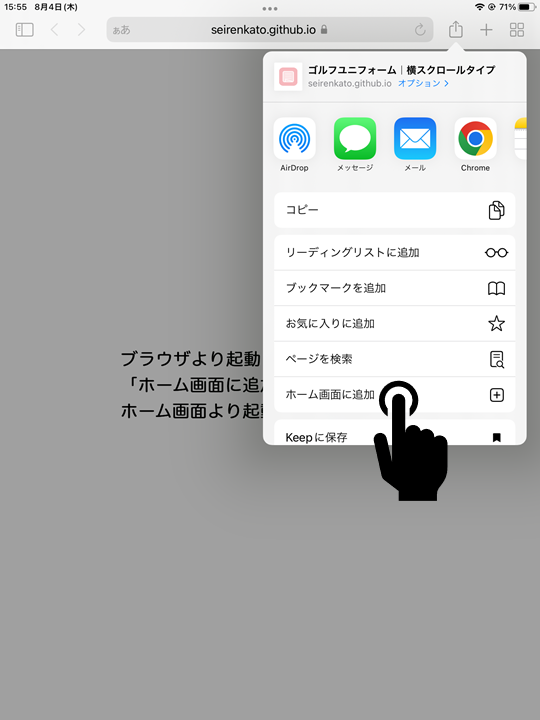 15:55 8月4日(木)
71%
ぁあ
seirenkato.github.io
ゴルフユニフォーム｜横スクロールタイプ
seirenkato.github.io オプション
AirDrop
メッセージ
メール
Chrome
コピー
リーディングリストに追加
ブックマークを追加
お気に入りに追加
ページを検索
ホーム画面に追加
Keepに保存
ブラウザより起動
「ホーム画面に追
ホーム画面より起